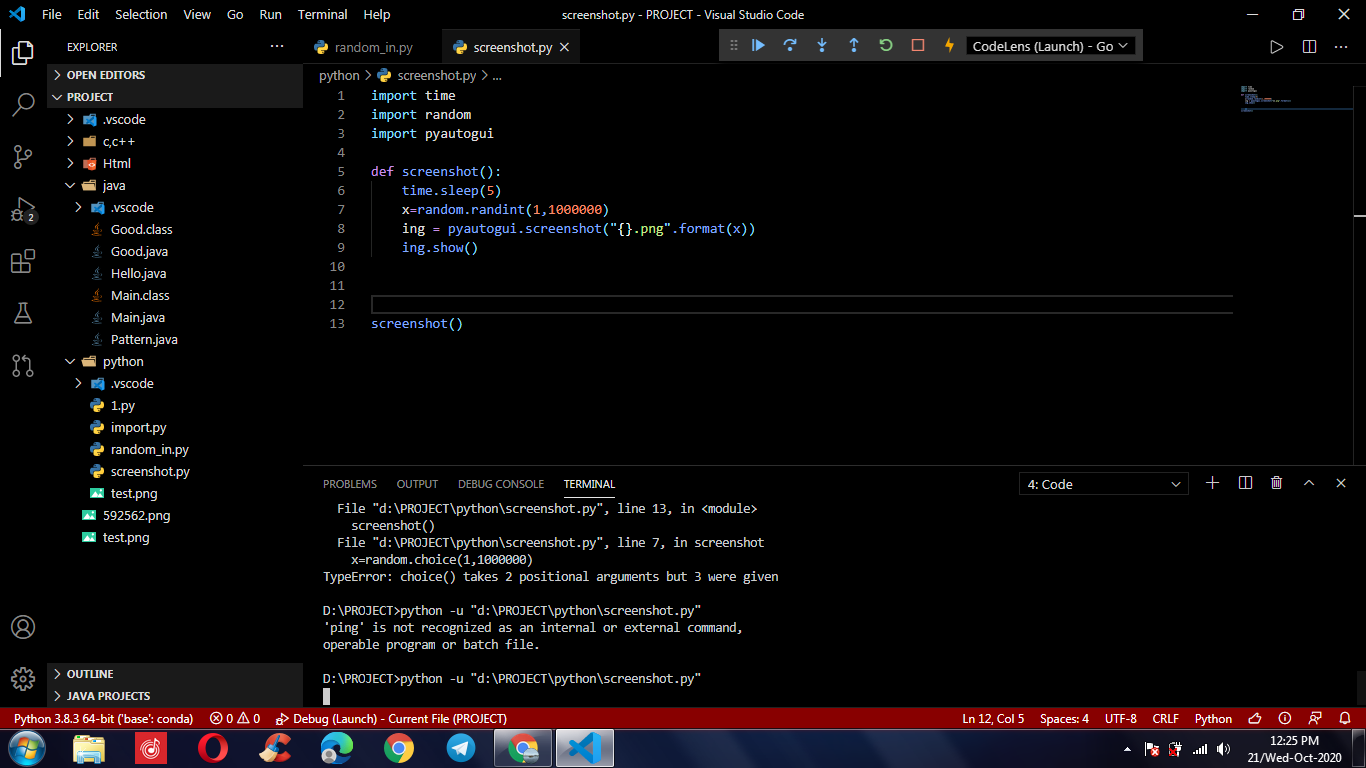 File Edit Selection View Go Run Terminal Help
screenshot.py - PROJECT - Visual Studio Code
EXPLORER
random_in.py
screenshot.py
CodeLens (Launch) - Go
OPEN EDITORS
PROJECT
.vscode
c,c++
Html
java
.vscode
Good.class
Good.java
Hello.java
Main.class
Main.java
Pattern.java
python
.vscode
1.py
import.py
random_in.py
screenshot.py
test.png
592562.png
test.png
OUTLINE
JAVA PROJECTS
2
python > screenshot.py > ...
1 import time
2 import random
3 import pyautogui
4
5 def screenshot():
6     time.sleep(5)
7     x=random.randint(1,1000000)
8     ing = pyautogui.screenshot("{}.png".format(x))
9     ing.show()
10
11
12
13 screenshot()
PROBLEMS OUTPUT DEBUG CONSOLE TERMINAL
4: Code
  File "d:\PROJECT\python\screenshot.py", line 13, in <module>
    screenshot()
  File "d:\PROJECT\python\screenshot.py", line 7, in screenshot
    x=random.choice(1,1000000)
TypeError: choice() takes 2 positional arguments but 3 were given
D:\PROJECT>python -u "d:\PROJECT\python\screenshot.py"
'ping' is not recognized as an internal or external command,
operable program or batch file.
D:\PROJECT>python -u "d:\PROJECT\python\screenshot.py"
Python 3.8.3 64-bit ('base': conda) 0 0 Debug (Launch) - Current File (PROJECT)
Ln 12, Col 5 Spaces: 4 UTF-8 CRLF Python
12:25 PM
21/Wed-Oct-2020